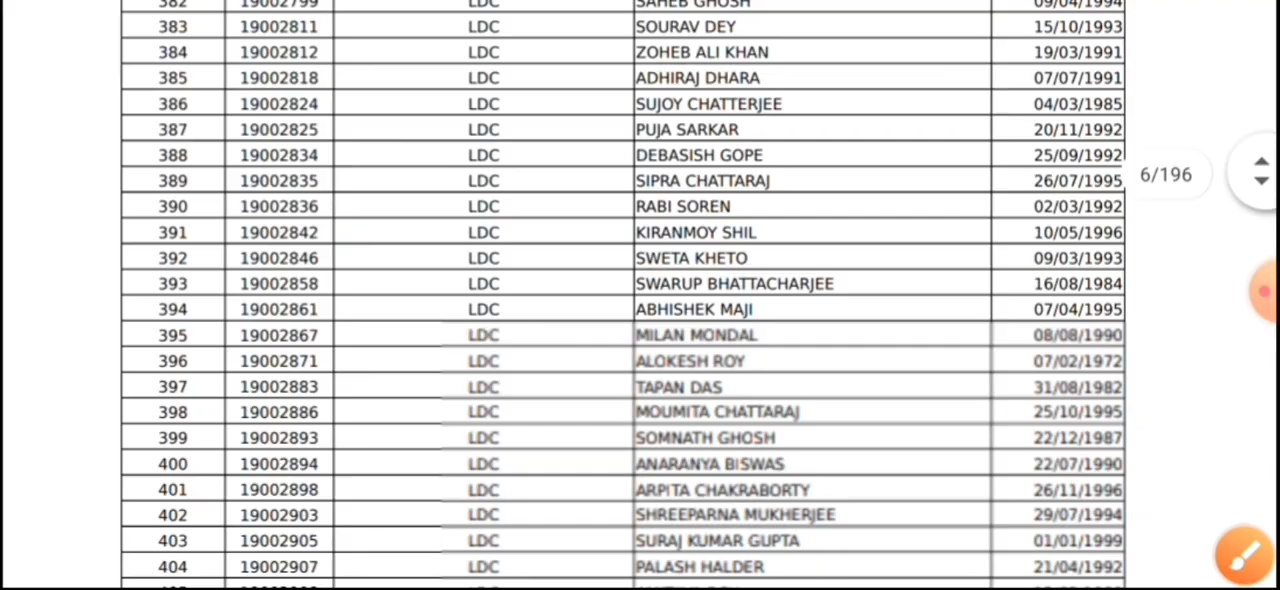 382 19002799 LDC SAHEB GHOSH 09/04/1994
383 19002811 LDC SOURAV DEY 15/10/1993
384 19002812 LDC ZOHEB ALI KHAN 19/03/1991
385 19002818 LDC ADHIRAJ DHARA 07/07/1991
386 19002824 LDC SUJOY CHATTERJEE 04/03/1985
387 19002825 LDC PUJA SARKAR 20/11/1992
388 19002834 LDC DEBASISH GOPE 25/09/1992
6/196
389 19002835 LDC SIPRA CHATTARAJ 26/07/1995
390 19002836 LDC RABI SOREN 02/03/1992
391 19002842 LDC KIRANMOY SHIL 10/05/1996
392 19002846 LDC SWETA KHETO 09/03/1993
393 19002858 LDC SWARUP BHATTACHARJEE 16/08/1984
394 19002861 LDC ABHISHEK MAJI 07/04/1995
395 19002867 LDC MILAN MONDAL 08/08/1990
396 19002871 LDC ALOKESH ROY 07/02/1972
397 19002883 LDC TAPAN DAS 31/08/1982
398 19002886 LDC MOUMITA CHATTARAJ 25/10/1995
399 19002893 LDC SOMNATH GHOSH 22/12/1987
400 19002894 LDC ANARANYA BISWAS 22/07/1990
401 19002898 LDC ARPITA CHAKRABORTY 26/11/1996
402 19002903 LDC SHREEPARNA MUKHERJEE 29/07/1994
403 19002905 LDC SURAJ KUMAR GUPTA 01/01/1999
404 19002907 LDC PALASH HALDER 21/04/1992